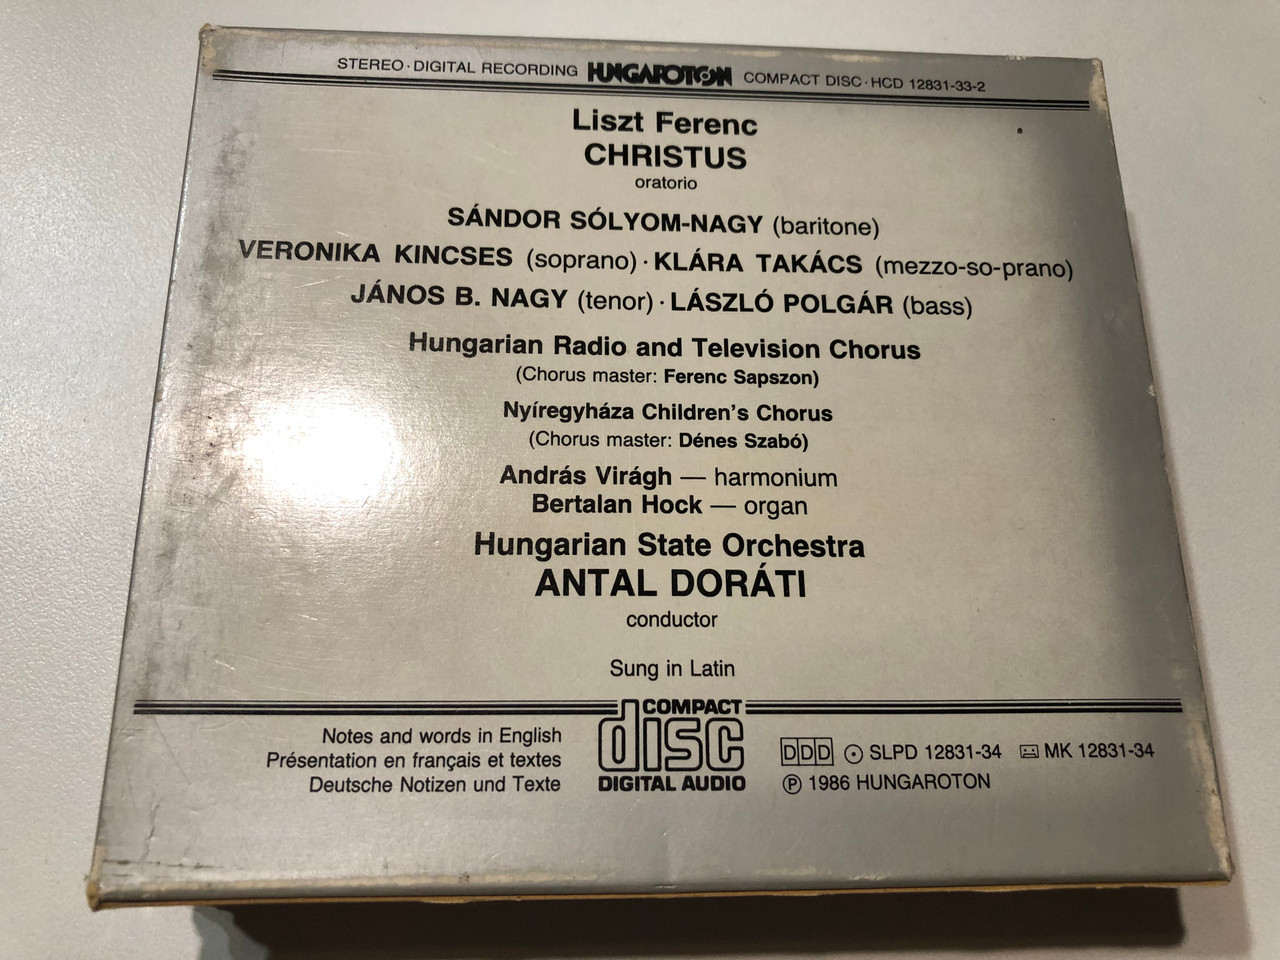 STEREO · DIGITAL RECORDING HUNGAROTON COMPACT DISC · HCD 12831-33-2
Liszt Ferenc
CHRISTUS
oratorio
SÁNDOR SÓLYOM-NAGY (baritone)
VERONIKA KINCSES (soprano) · KLÁRA TAKÁCS (mezzo-so-prano)
JÁNOS B. NAGY (tenor) · LÁSZLÓ POLGÁR (bass)
Hungarian Radio and Television Chorus
(Chorus master: Ferenc Sapszon)
Nyíregyháza Children's Chorus
(Chorus master: Dénes Szabó)
András Virágh — harmonium
Bertalan Hock — organ
Hungarian State Orchestra
ANTAL DORÁTI
conductor
Sung in Latin
Notes and words in English
Présentation en français et textes
Deutsche Notizen und Texte
COMPACT
disc
DIGITAL AUDIO
DDD SLPD 12831-34 MK 12831-34
℗ 1986 HUNGAROTON